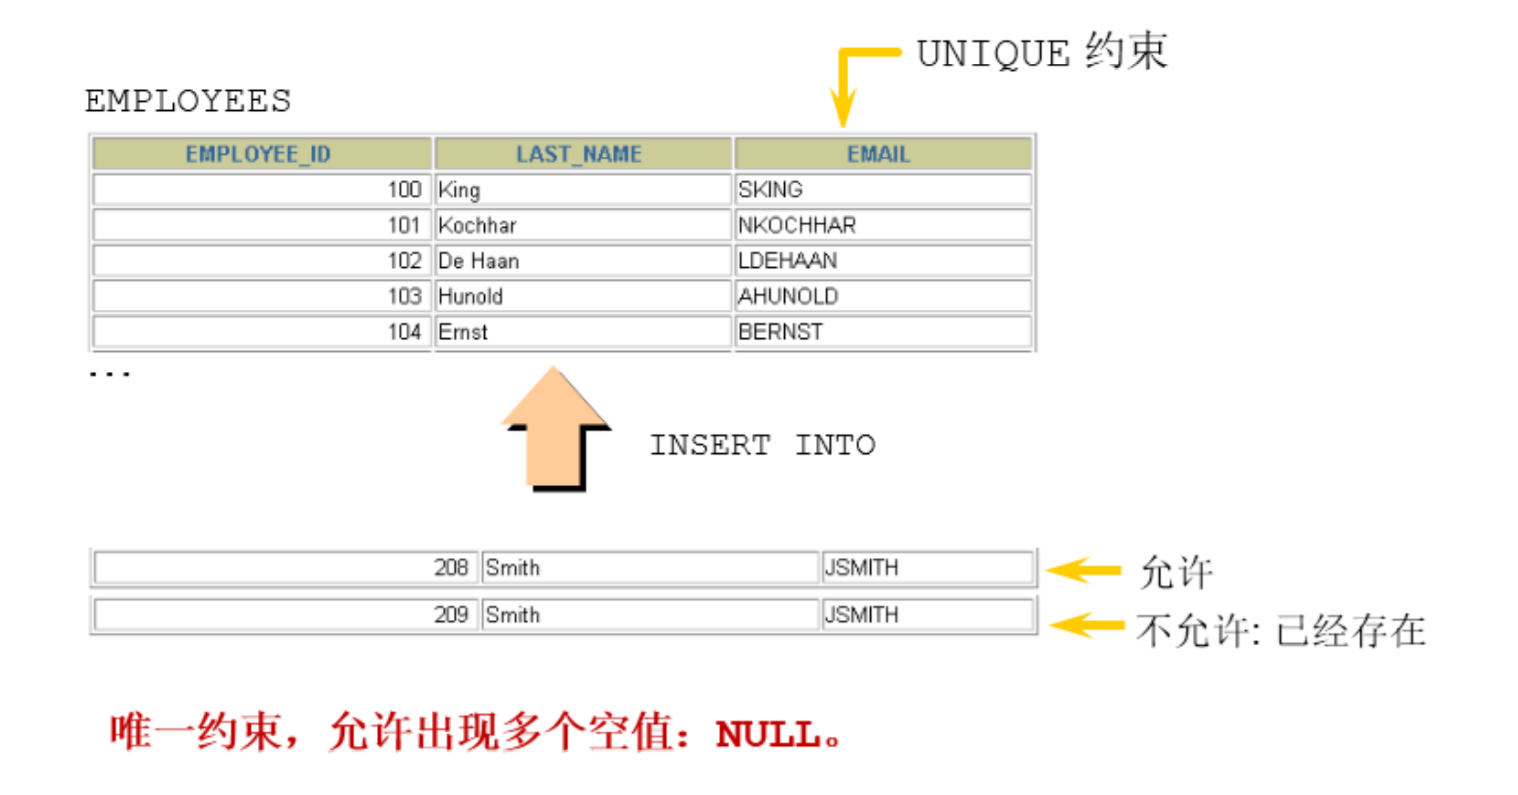 UNIQUE 约束
EMPLOYEES
EMPLOYEE_ID LAST_NAME EMAIL
100 King SKING
101 Kochhar NKOCHHAR
102 De Haan LDEHAAN
103 Hunold AHUNOLD
104 Ernst BERNST
...
INSERT INTO
208 Smith JSMITH 允许
209 Smith JSMITH 不允许: 已经存在
唯一约束，允许出现多个空值：NULL。